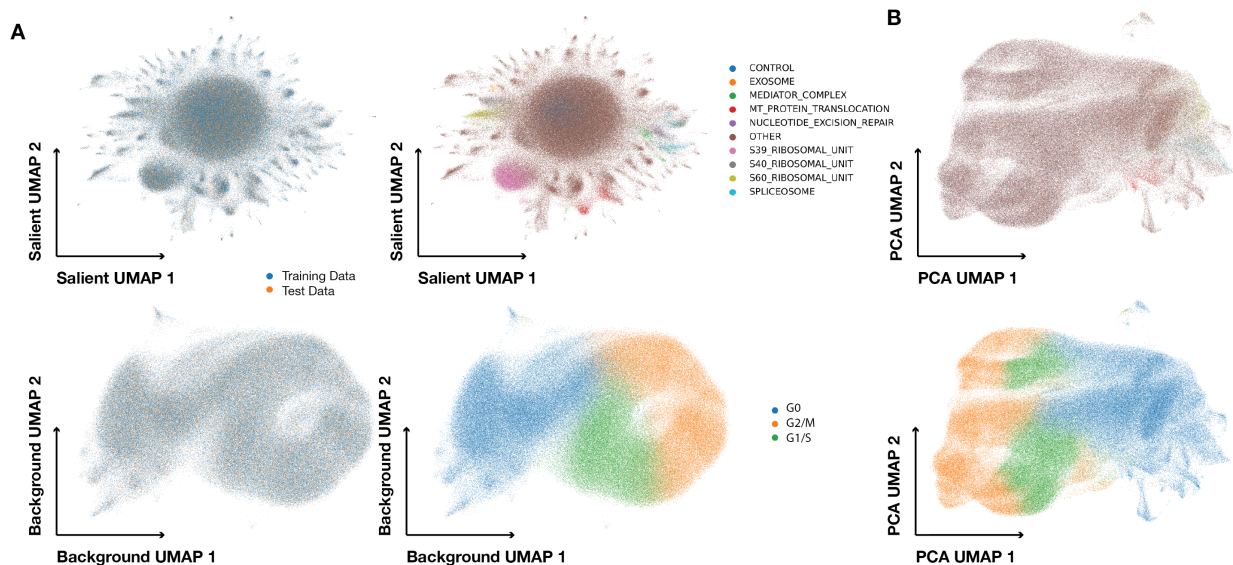 A
B
Salient UMAP 2
Salient UMAP 1
Training Data
Test Data
Salient UMAP 2
Salient UMAP 1
CONTROL
EXOSOME
MEDIATOR_COMPLEX
MT_PROTEIN_TRANSLOCATION
NUCLEOTIDE_EXCISION_REPAIR
OTHER
S39_RIBOSOMAL_UNIT
S40_RIBOSOMAL_UNIT
S60_RIBOSOMAL_UNIT
SPLICEOSOME
PCA UMAP 2
PCA UMAP 1
Background UMAP 2
Background UMAP 1
Background UMAP 2
Background UMAP 1
G0
G2/M
G1/S
PCA UMAP 2
PCA UMAP 1